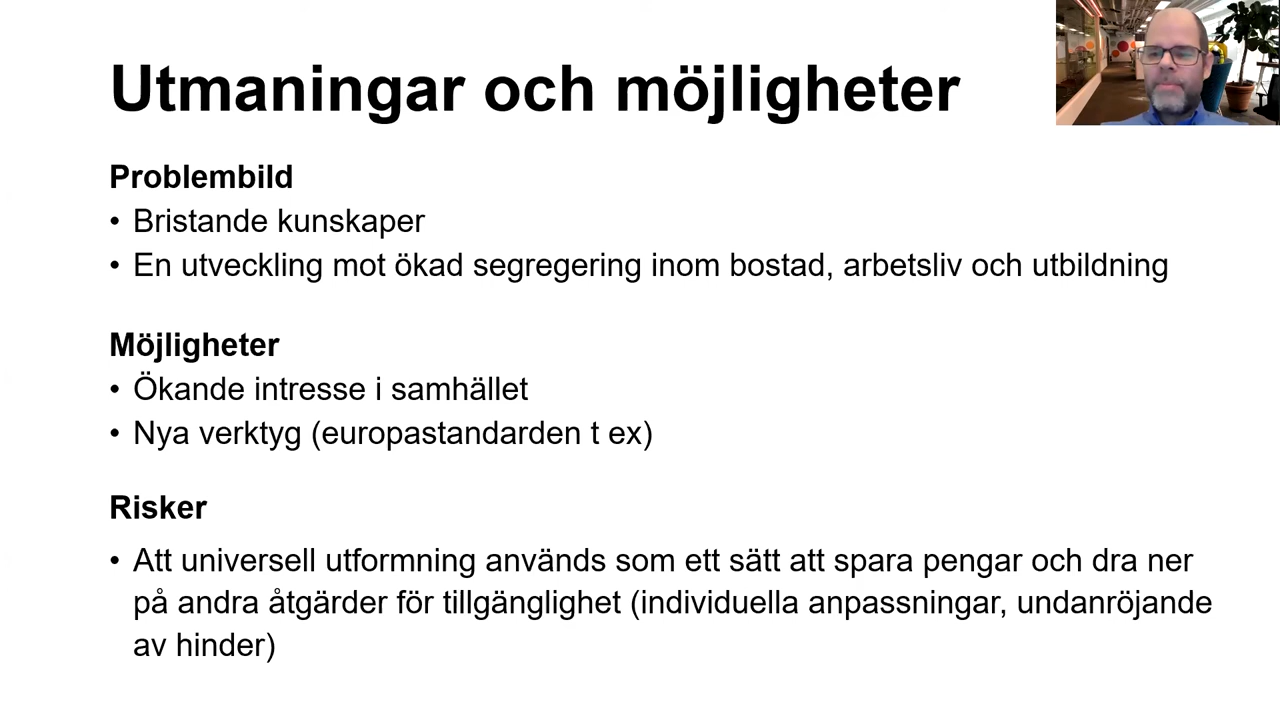 Utmaningar och möjligheter
Problembild
• Bristande kunskaper
• En utveckling mot ökad segregering inom bostad, arbetsliv och utbildning
Möjligheter
• Ökande intresse i samhället
• Nya verktyg (europastandarden t ex)
Risker
• Att universell utformning används som ett sätt att spara pengar och dra ner
på andra åtgärder för tillgänglighet (individuella anpassningar, undanröjande
av hinder)